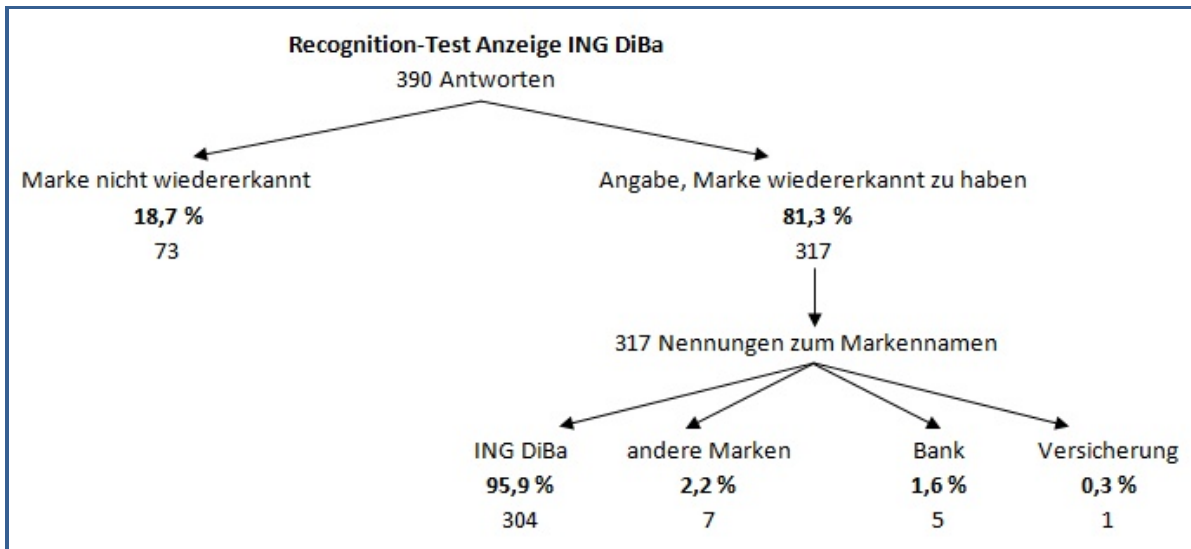 Recognition-Test Anzeige ING DiBa
390 Antworten
Marke nicht wiedererkannt
18,7 %
73
Angabe, Marke wiedererkannt zu haben
81,3 %
317
317 Nennungen zum Markennamen
ING DiBa
95,9 %
304
andere Marken
2,2 %
7
Bank
1,6 %
5
Versicherung
0,3 %
1